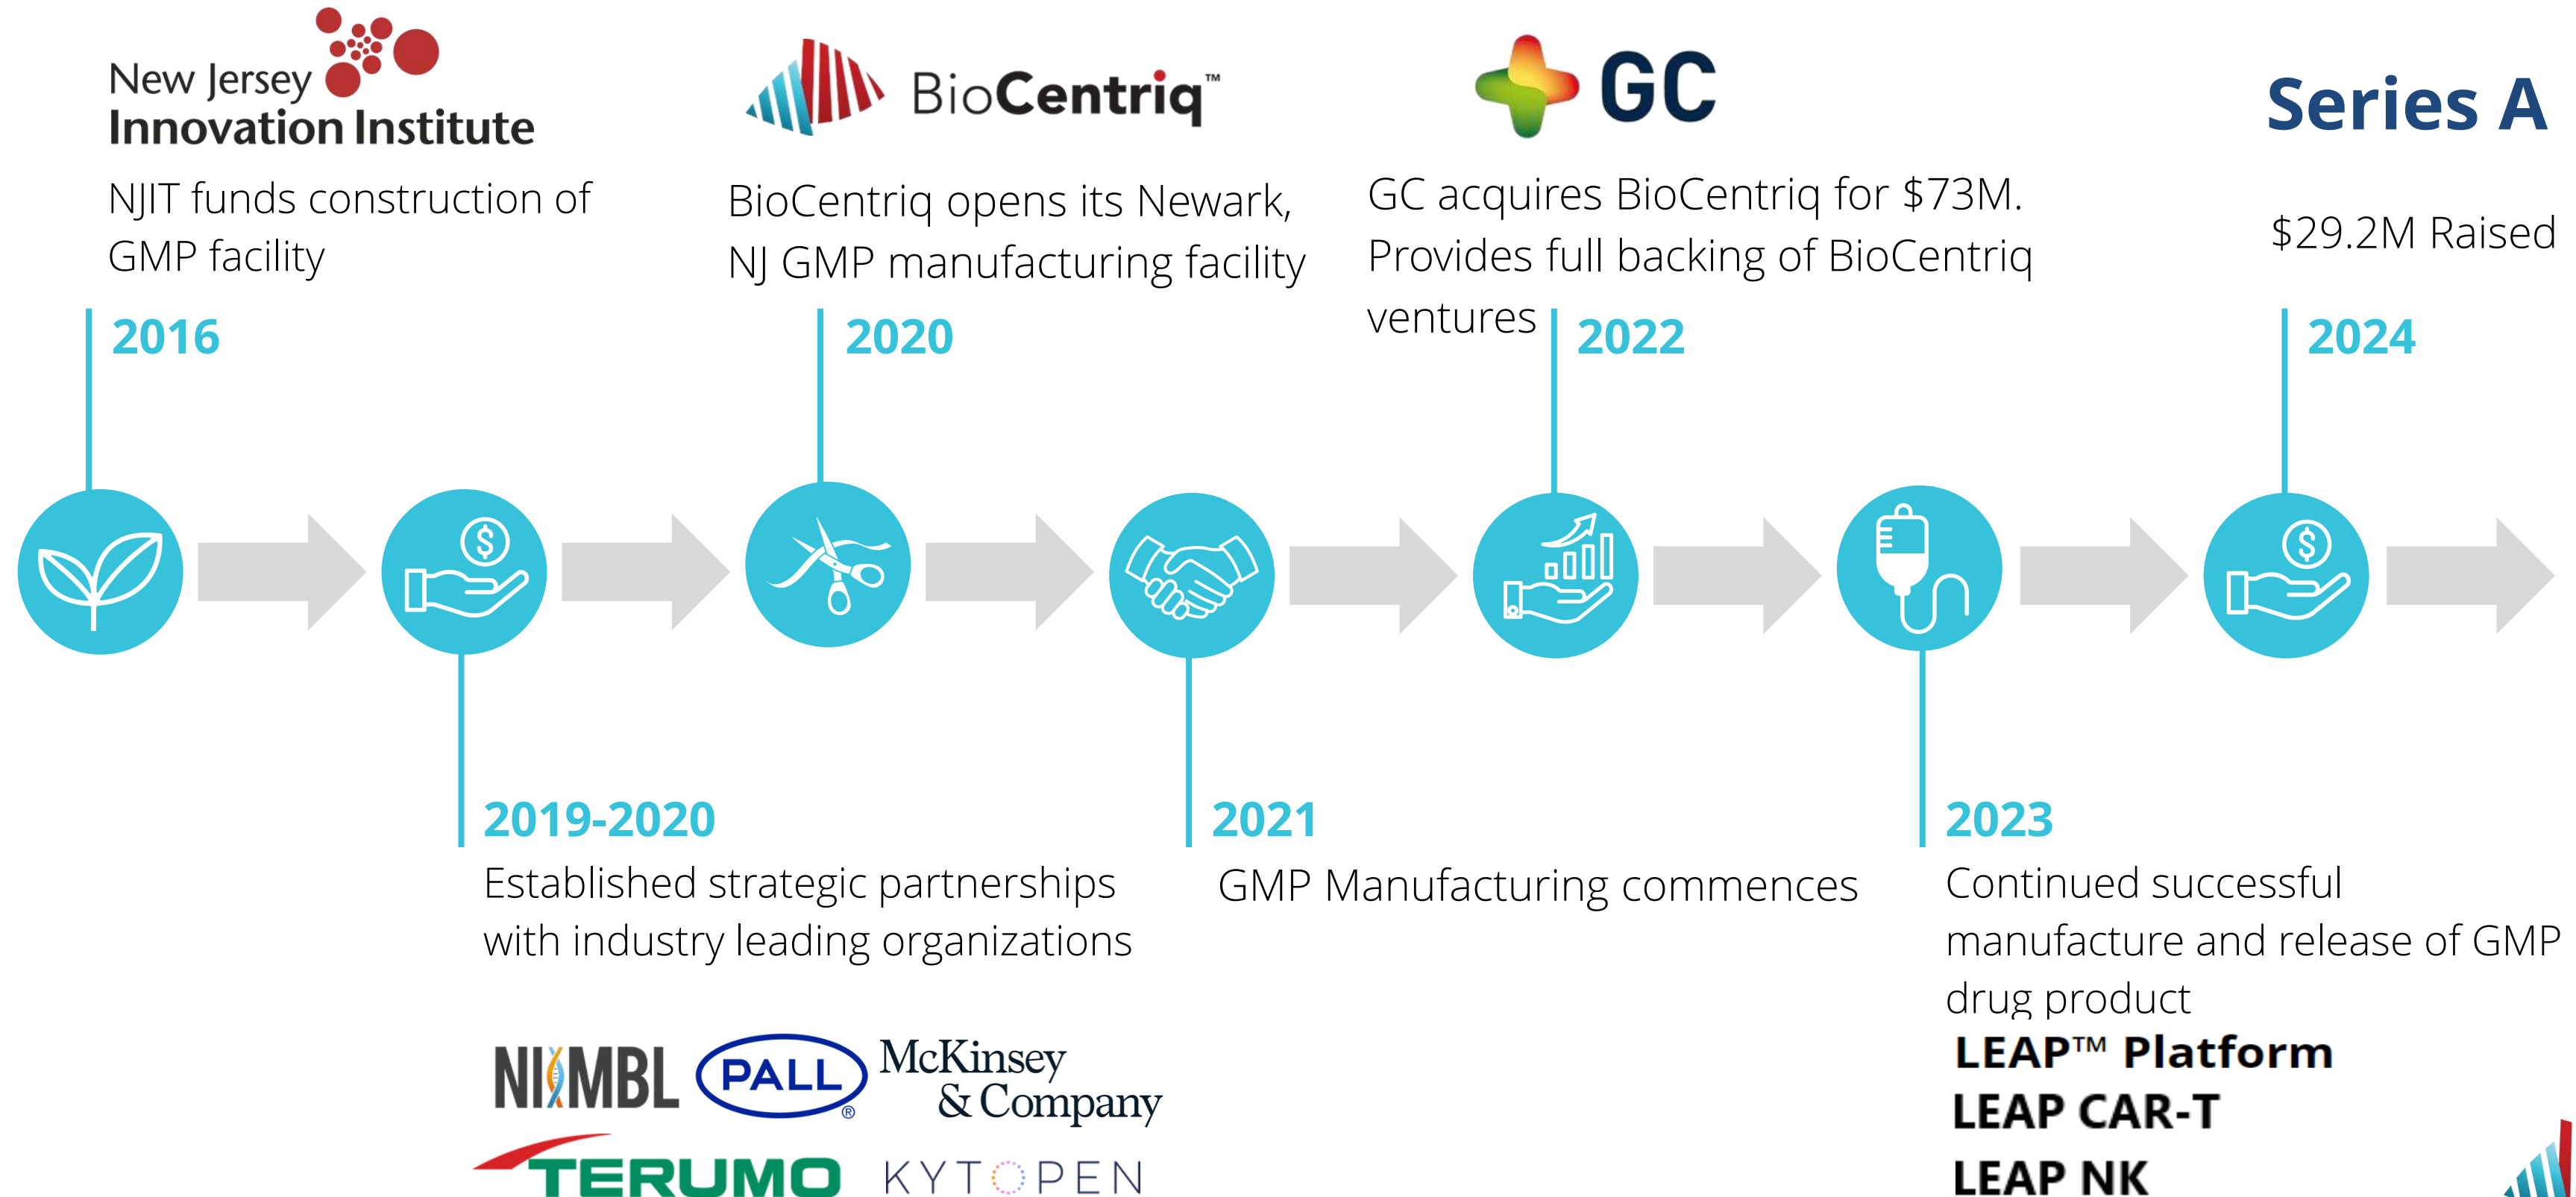 New Jersey
Innovation Institute
NJIT funds construction of
GMP facility
2016
BioCentriq™
BioCentriq opens its Newark,
NJ GMP manufacturing facility
2020
GC
GC acquires BioCentriq for $73M.
Provides full backing of BioCentriq
ventures
2022
Series A
$29.2M Raised
2024
$
$
2019-2020
Established strategic partnerships
with industry leading organizations
NIIMBL
PALL®
McKinsey
& Company
TERUMO
KYTOPEN
2021
GMP Manufacturing commences
2023
Continued successful
manufacture and release of GMP
drug product
LEAP™ Platform
LEAP CAR-T
LEAP NK